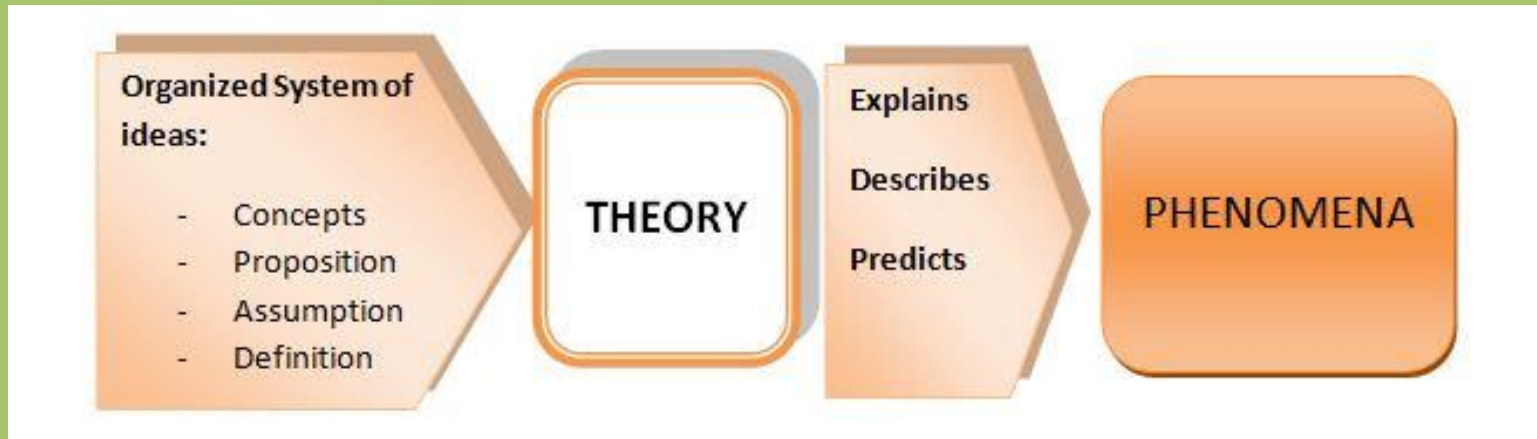 Organized System of
ideas:
- Concepts
- Proposition
- Assumption
- Definition
THEORY
Explains
Describes
Predicts
PHENOMENA